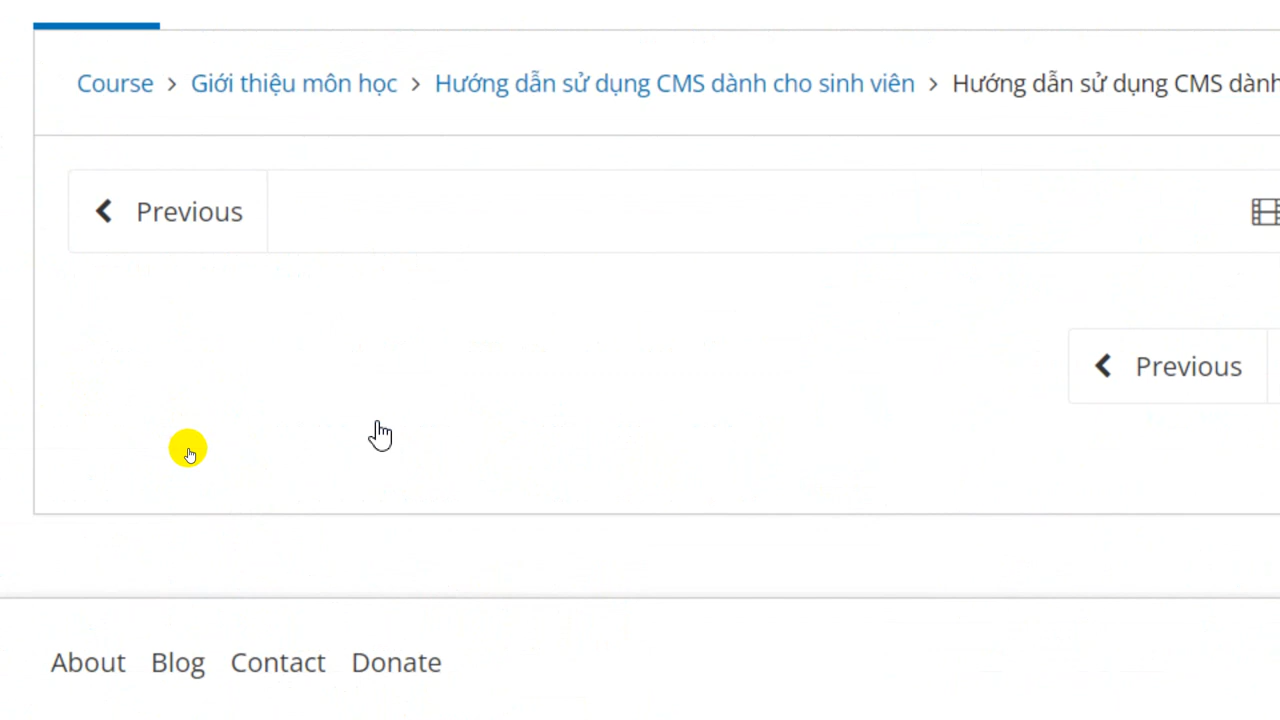 Course > Giới thiệu môn học > Hướng dẫn sử dụng CMS dành cho sinh viên > Hướng dẫn sử dụng CMS dành
Previous
Previous
About Blog Contact Donate